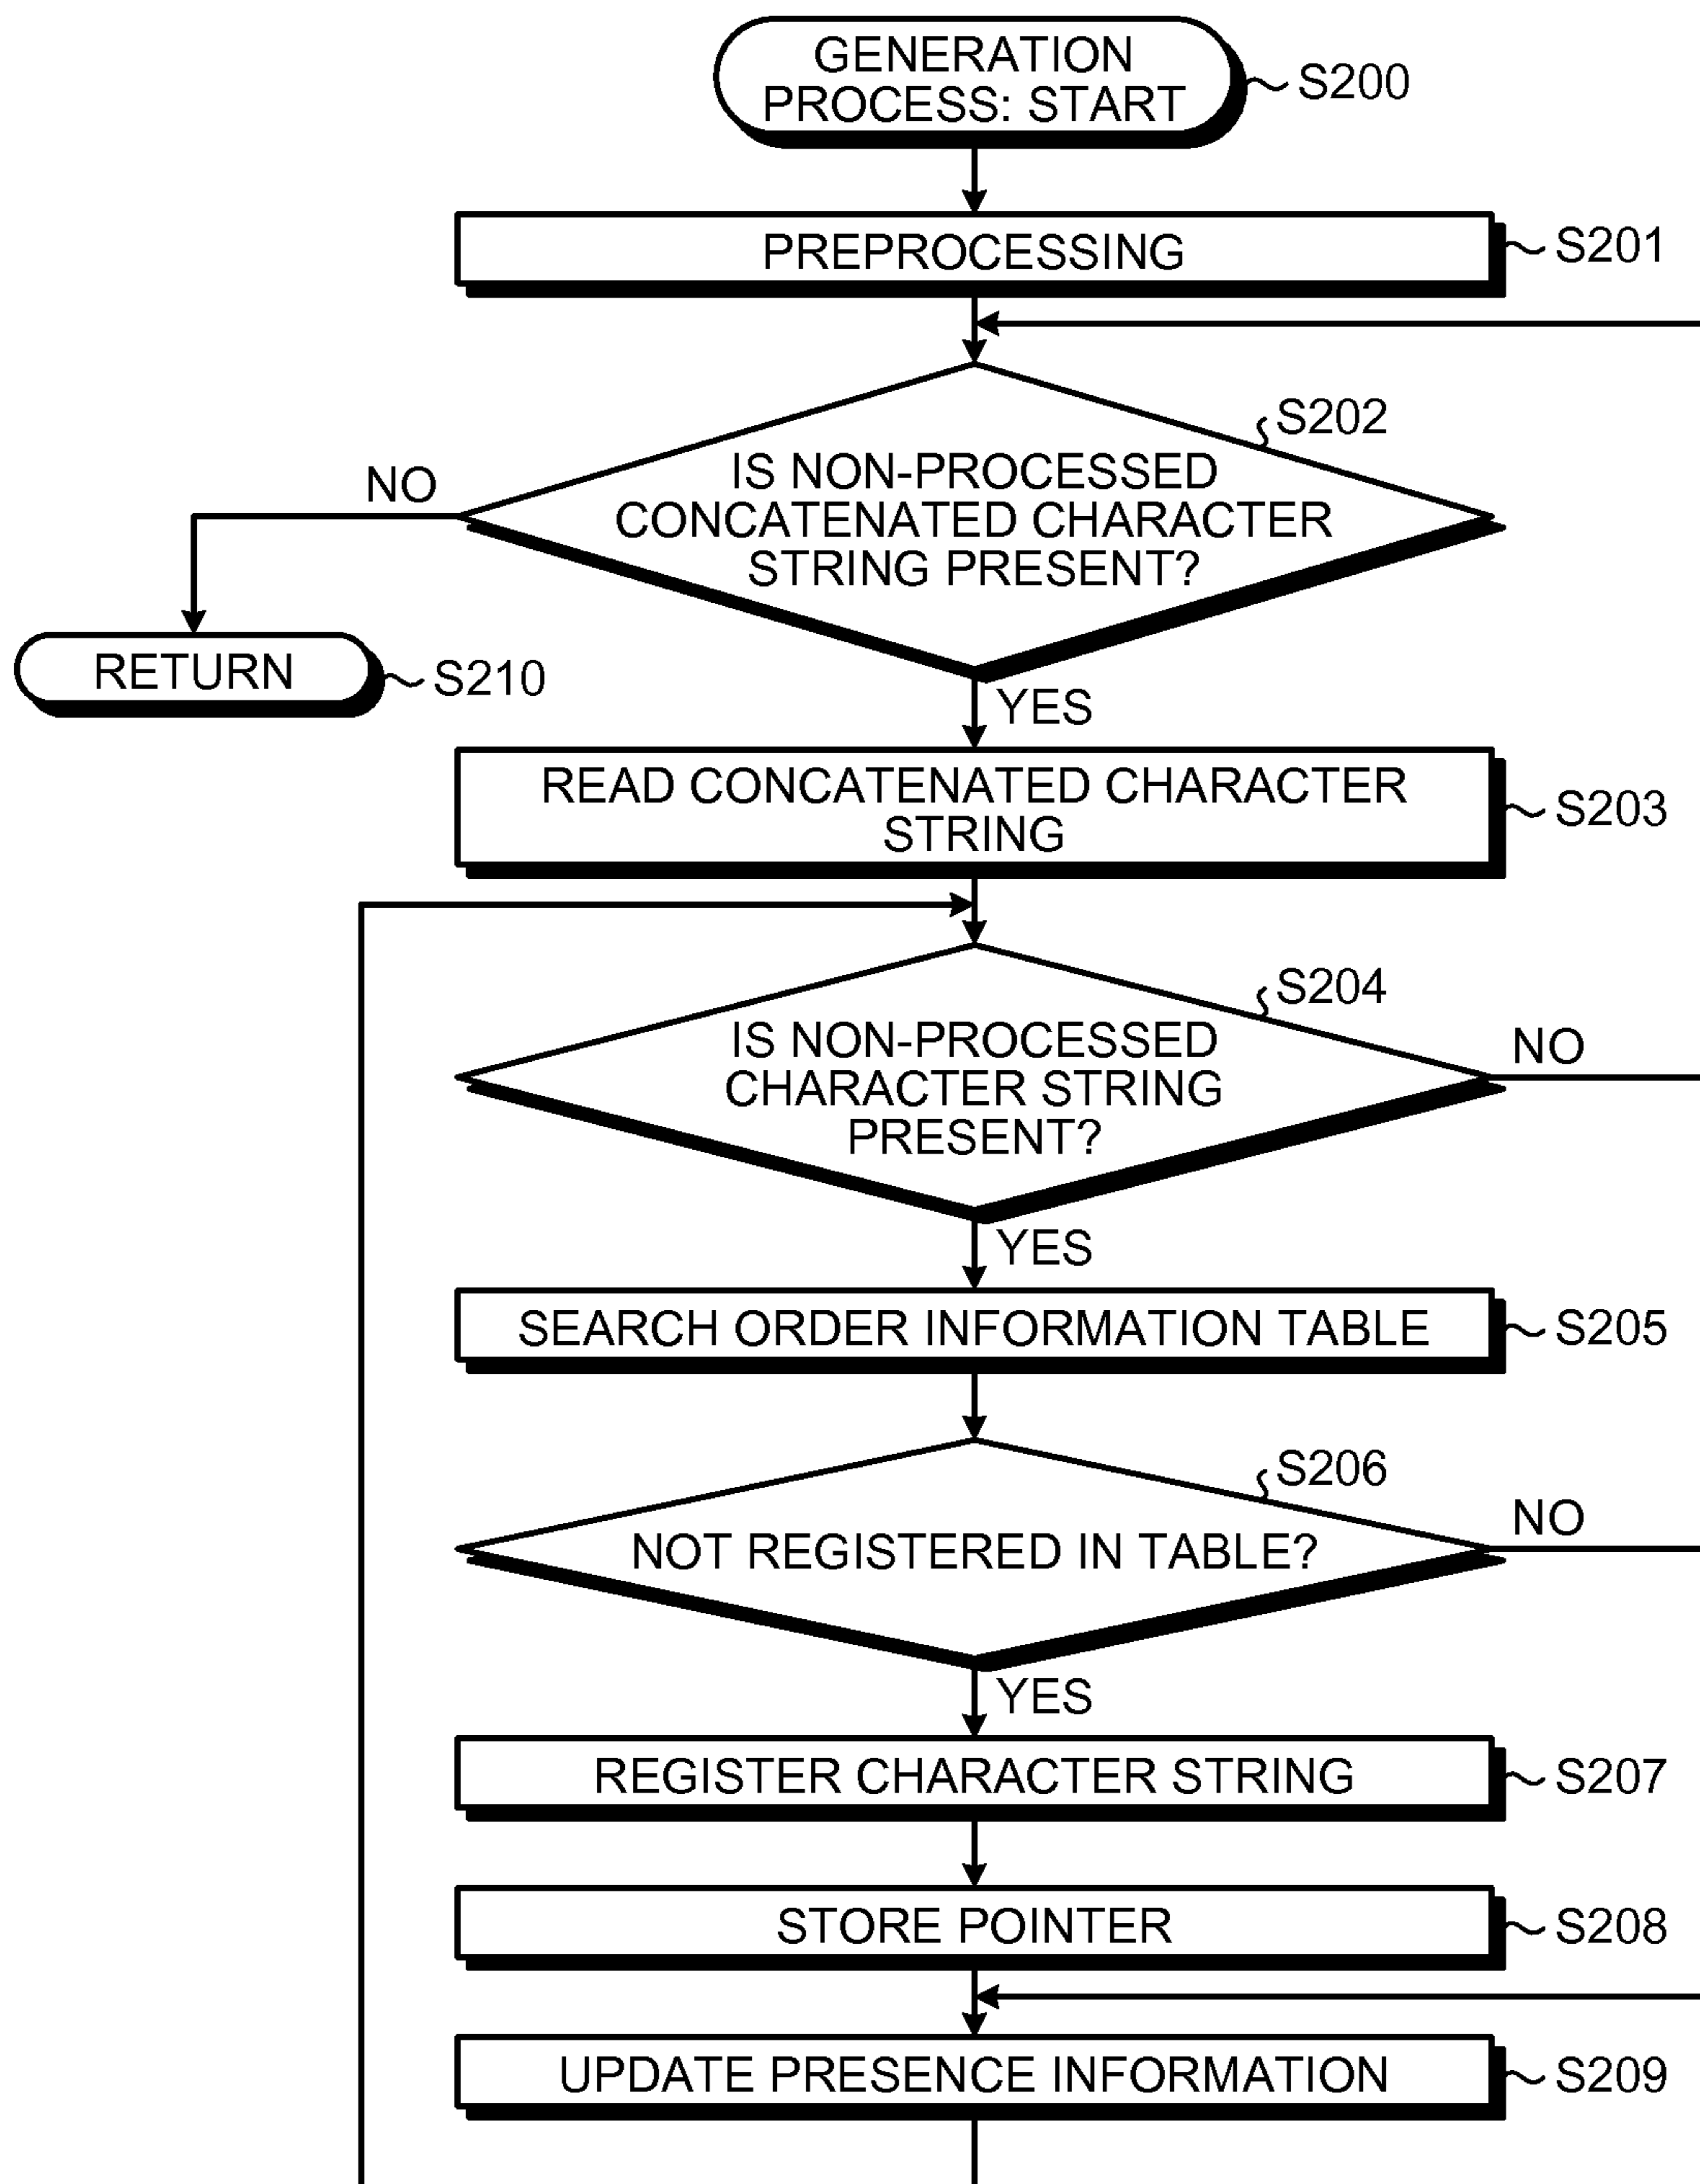 GENERATION
PROCESS: START
S200
PREPROCESSING
S201
S202
NO
IS NON-PROCESSED
CONCATENATED CHARACTER
STRING PRESENT?
RETURN
S210
YES
READ CONCATENATED CHARACTER
STRING
S203
S204
IS NON-PROCESSED
CHARACTER STRING
PRESENT?
NO
YES
SEARCH ORDER INFORMATION TABLE
S205
S206
NOT REGISTERED IN TABLE?
NO
YES
REGISTER CHARACTER STRING
S207
STORE POINTER
S208
UPDATE PRESENCE INFORMATION
S209